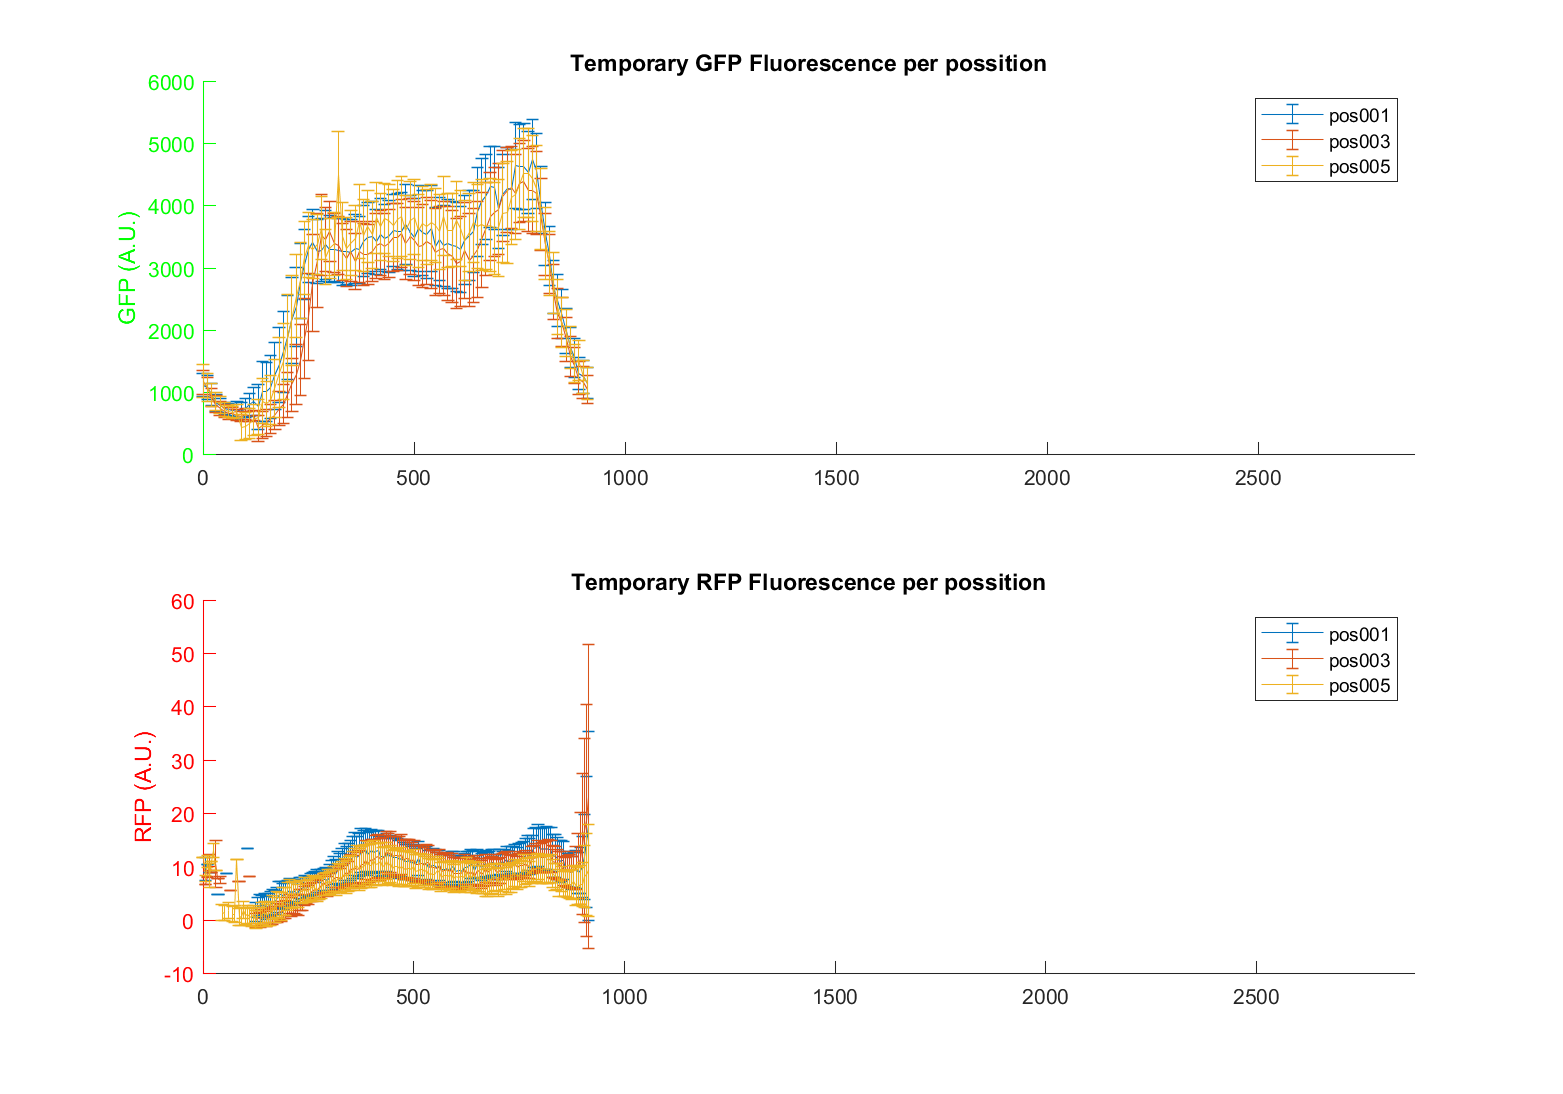 Temporary GFP Fluorescence per possition
GFP (A.U.)
6000
5000
4000
3000
2000
1000
0
0 500 1000 1500 2000 2500
pos001
pos003
pos005
Temporary RFP Fluorescence per possition
RFP (A.U.)
60
50
40
30
20
10
0
-10
0 500 1000 1500 2000 2500
pos001
pos003
pos005